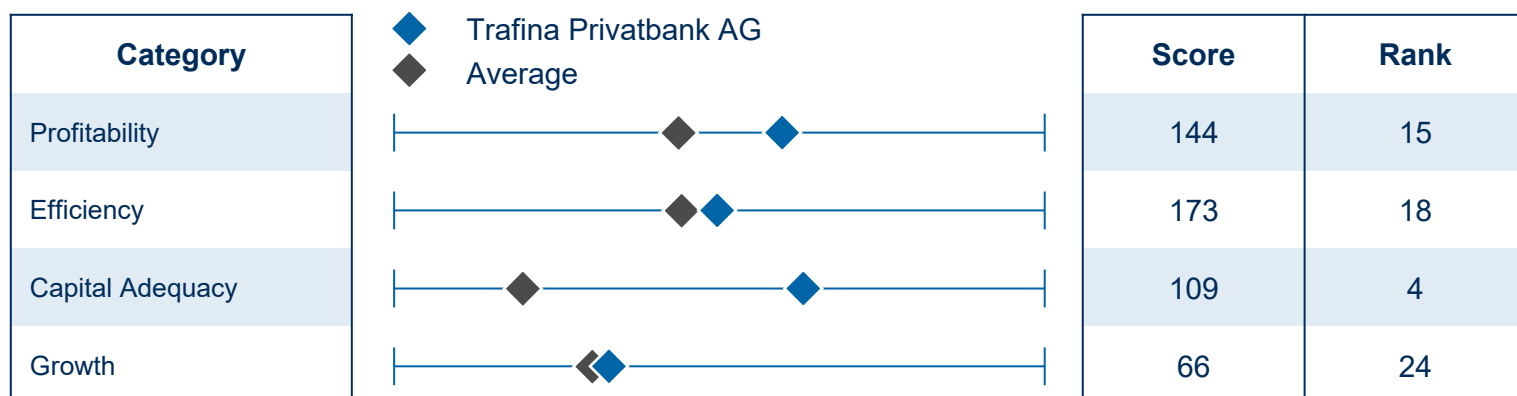 Trafina Privatbank AG
Average
Category Score Rank
Profitability 144 15
Efficiency 173 18
Capital Adequacy 109 4
Growth 66 24